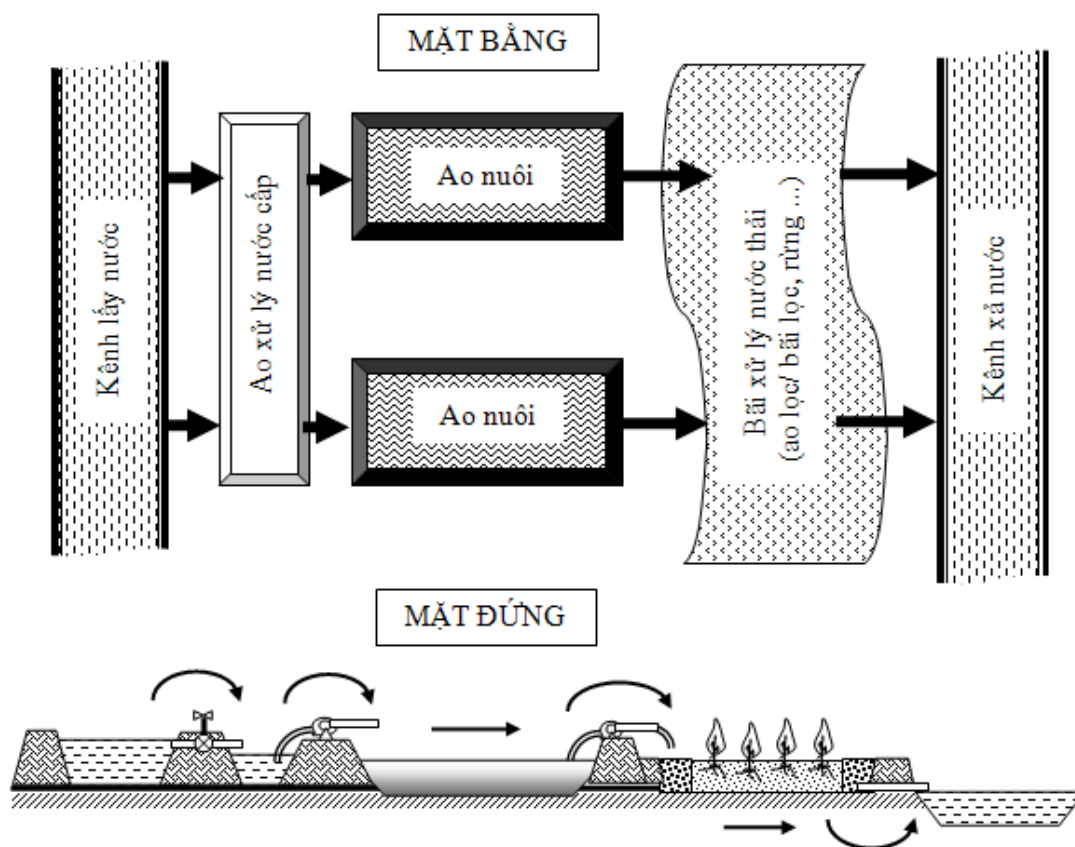 MẶT BẰNG
Kênh lấy nước
Ao xử lý nước cấp
Ao nuôi
Ao nuôi
Bãi xử lý nước thải
(ao lọc/ bãi lọc, rừng ...)
Kênh xả nước
MẶT ĐỨNG